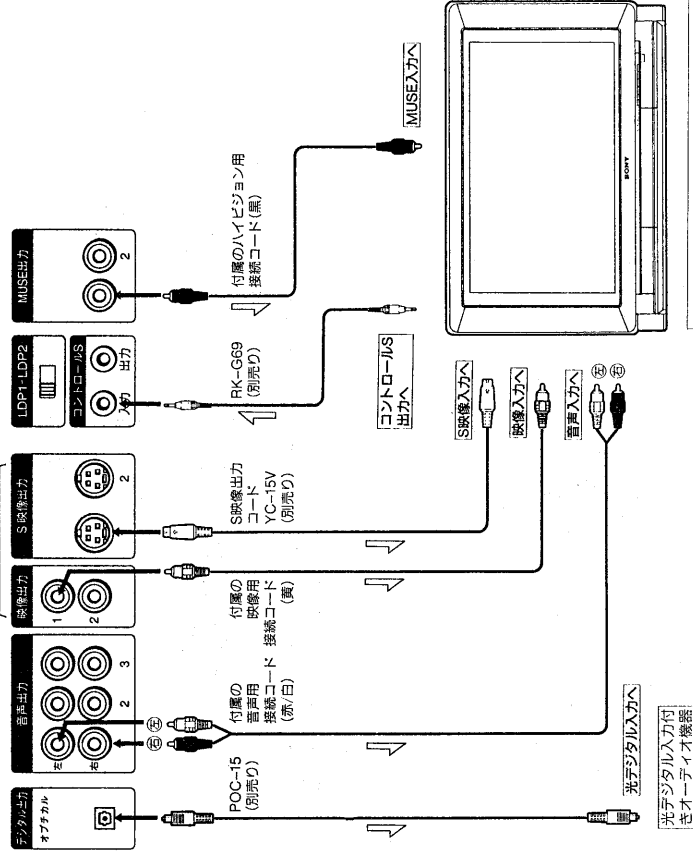 デジタル出力
オプチカル
音声出力
左
右
2
3
映像出力
1
2
S映像出力
2
LDP1-LDP2
コントロールS
入力
出力
MUSE出力
2
POC-15
(別売り)
右
左
付属の
音声用
接続コード
(赤/白)
付属の
映像用
接続コード
(黄)
S映像出力
コード
YC-15V
(別売り)
RK-G69
(別売り)
付属のハイビジョン用
接続コード(黒)
光デジタル入力へ
光デジタル入力付
きオーディオ機器
音声入力へ
左
右
映像入力へ
S映像入力へ
コントロールS
出力へ
MUSE入力へ
SONY